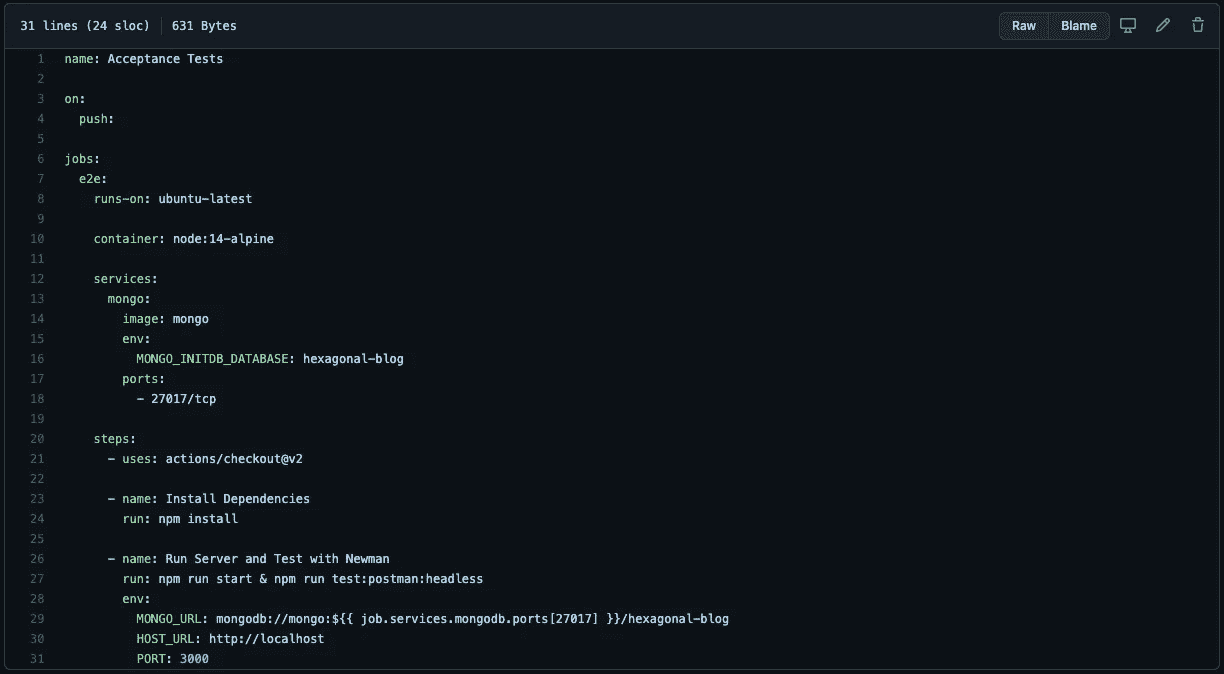 31 lines (24 sloc) 631 Bytes Raw Blame
1 name: Acceptance Tests
2
3 on:
4   push:
5
6 jobs:
7   e2e:
8     runs-on: ubuntu-latest
9
10     container: node:14-alpine
11
12     services:
13       mongo:
14         image: mongo
15         env:
16           MONGO_INITDB_DATABASE: hexagonal-blog
17         ports:
18           - 27017/tcp
19
20     steps:
21       - uses: actions/checkout@v2
22
23       - name: Install Dependencies
24         run: npm install
25
26       - name: Run Server and Test with Newman
27         run: npm run start & npm run test:postman:headless
28         env:
29           MONGO_URL: mongodb://mongo:${{ job.services.mongodb.ports[27017] }}/hexagonal-blog
30           HOST_URL: http://localhost
31           PORT: 3000